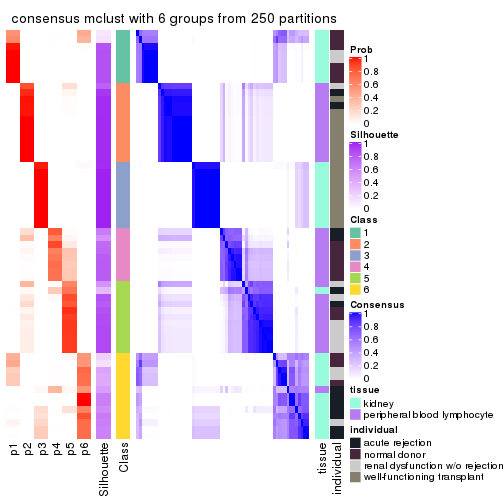 consensus mclust with 6 groups from 250 partitions
Prob
1
0.8
0.6
0.4
0.2
0
Silhouette
1
0.8
0.6
0.4
0.2
0
Class
1
2
3
4
5
6
Consensus
1
0.8
0.6
0.4
0.2
0
tissue
kidney
peripheral blood lymphocyte
individual
acute rejection
normal donor
renal dysfunction w/o rejection
well-functioning transplant
p1
p2
p3
p4
p5
p6
Silhouette
Class
tissue
individual